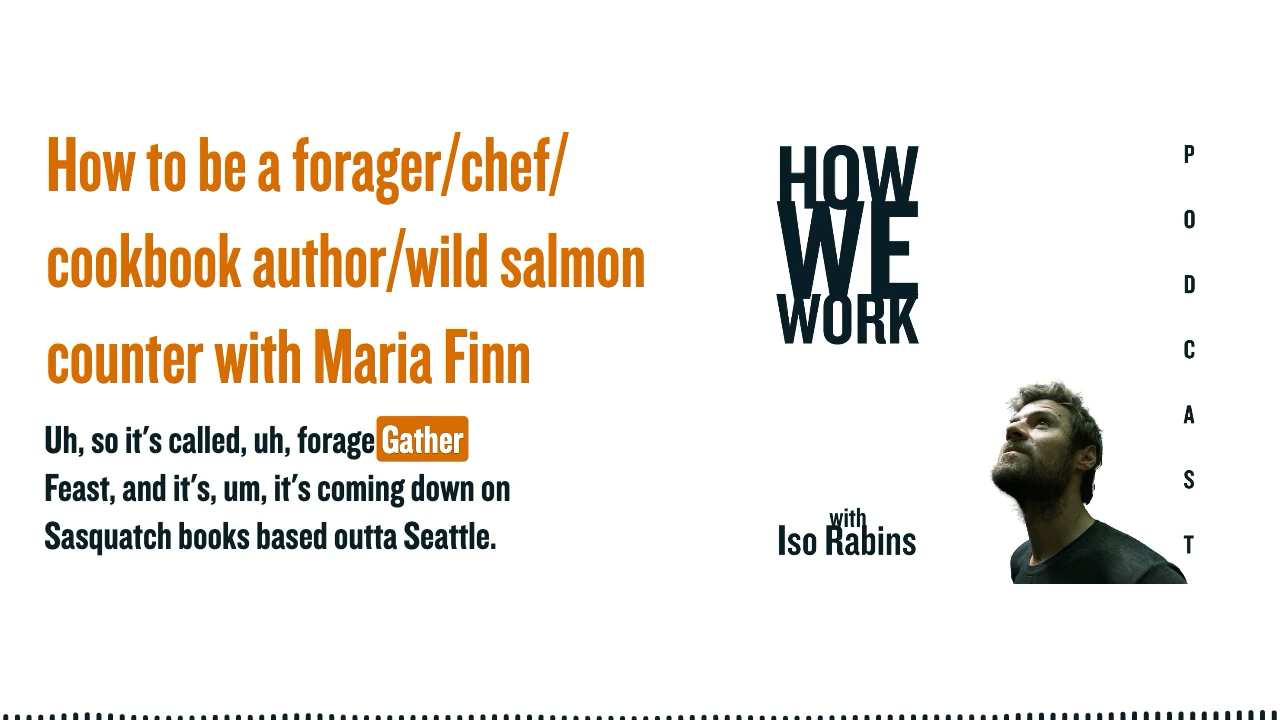 How to be a forager/chef/
cookbook author/wild salmon
counter with Maria Finn
Uh, so it's called, uh, forage Gather
Feast, and it's, um, it's coming down on
Sasquatch books based outta Seattle.
HOW
WE
WORK
with
Iso Rabins
P
O
D
C
A
S
T